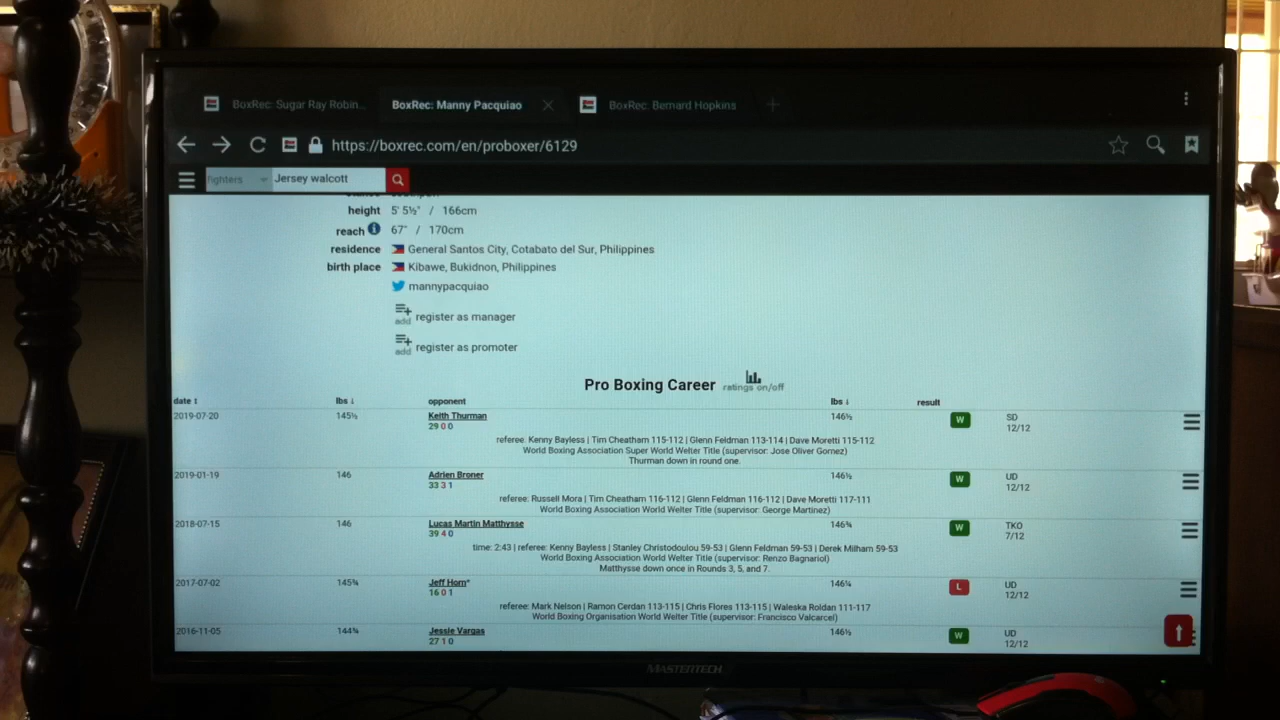 BoxRec: Sugar Ray Robin...
BoxRec: Manny Pacquiao
BoxRec: Bernard Hopkins
https://boxrec.com/en/proboxer/6129
fighters
Jersey walcott
height 5' 5½" / 166cm
reach 67" / 170cm
residence General Santos City, Cotabato del Sur, Philippines
birth place Kibawe, Bukidnon, Philippines
mannypacquiao
add register as manager
add register as promoter
Pro Boxing Career ratings on/off
date lbs opponent lbs result
2019-07-20 145½ Keith Thurman 146½ W SD
29 0 0 12/12
referee: Kenny Bayless | Tim Cheatham 115-112 | Glenn Feldman 113-114 | Dave Moretti 115-112
World Boxing Association Super World Welter Title (supervisor: Jose Oliver Gomez)
Thurman down in round one.
2019-01-19 146 Adrien Broner 146½ W UD
33 3 1 12/12
referee: Russell Mora | Tim Cheatham 116-112 | Glenn Feldman 116-112 | Dave Moretti 117-111
World Boxing Association World Welter Title (supervisor: George Martinez)
2018-07-15 146 Lucas Martin Matthysse W TKO
39 4 0 7/12
time: 2:43 | referee: Kenny Bayless | Stanley Christodoulou 59-53 | Glenn Feldman 59-53 | Derek Milham 59-53
World Boxing Association World Welter Title (supervisor: Renzo Bagnariol)
Matthysse down once in Rounds 3, 5, and 7.
2017-07-02 Jeff Horn* L UD
16 0 1 12/12
referee: Mark Nelson | Ramon Cerdan 113-115 | Chris Flores 113-115 | Waleska Roldan 111-117
World Boxing Organisation World Welter Title (supervisor: Francisco Valcarcel)
2016-11-05 Jessie Vargas 146½ W UD
27 1 0 12/12
MASTERTECH